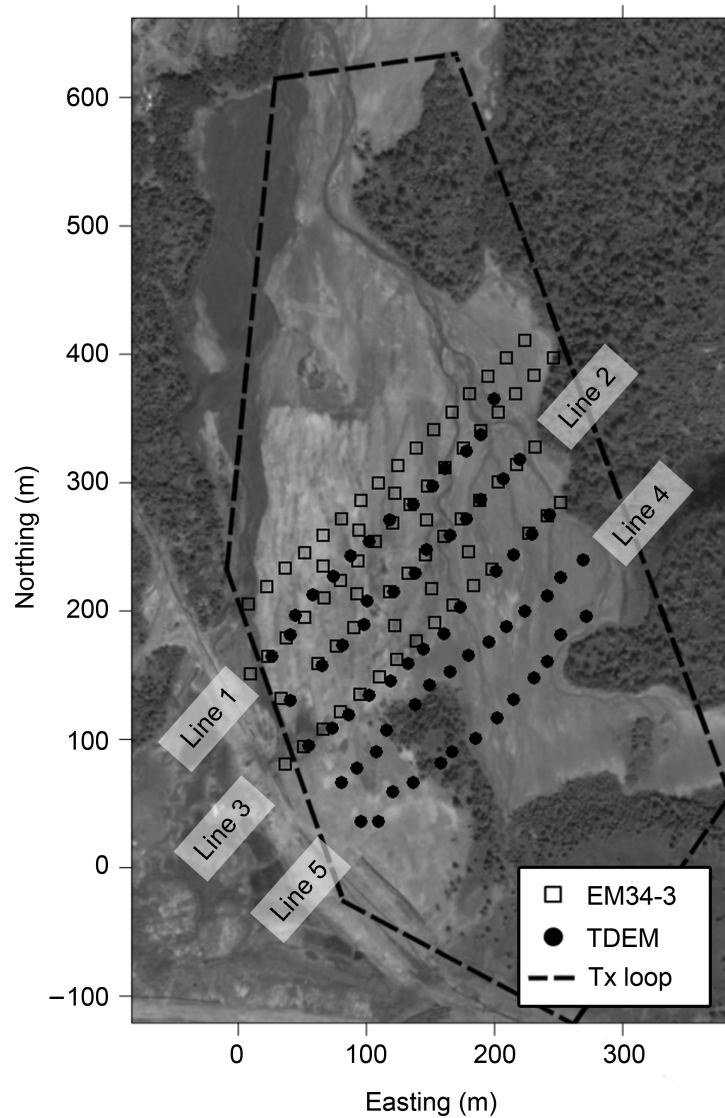 600
500
400
300
200
100
0
−100
Northing (m)
Line 2
Line 4
Line 1
Line 3
Line 5
EM34-3
TDEM
Tx loop
0
100
200
300
Easting (m)